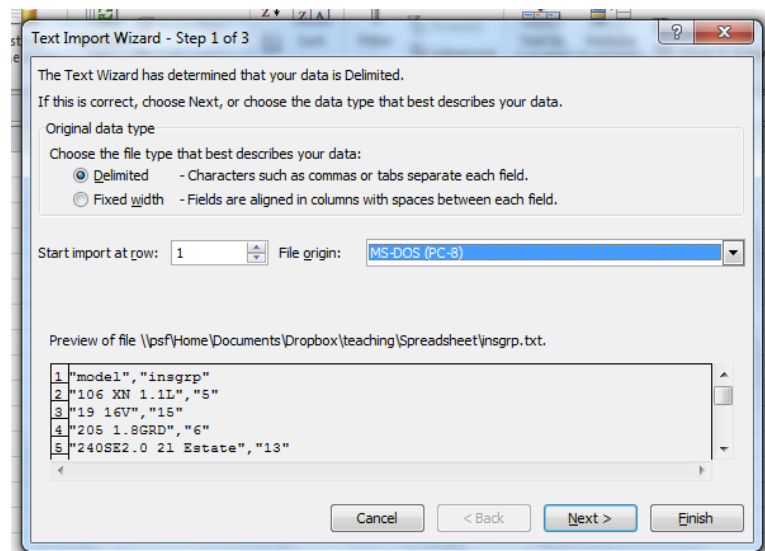 Text Import Wizard - Step 1 of 3
The Text Wizard has determined that your data is Delimited.
If this is correct, choose Next, or choose the data type that best describes your data.
Original data type
Choose the file type that best describes your data:
Delimited - Characters such as commas or tabs separate each field.
Fixed width - Fields are aligned in columns with spaces between each field.
Start import at row: 1 File origin: MS-DOS (PC-8)
Preview of file \\psf\Home\Documents\Dropbox\teaching\Spreadsheet\insgrp.txt.
1 "model","insgrp"
2 "106 XN 1.1L","5"
3 "19 16V","15"
4 "205 1.8GRD","6"
5 "240SE2.0 2l Estate","13"
Cancel < Back Next > Finish